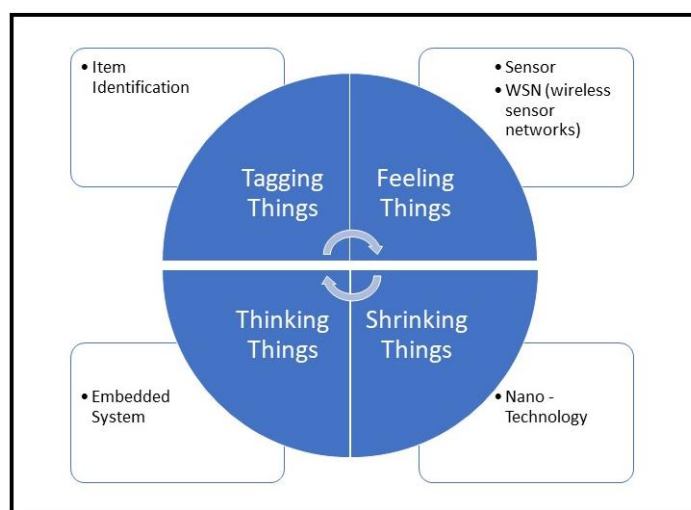 • Item
Identification
• Sensor
• WSN (wireless
sensor
networks)
Tagging
Things
Feeling
Things
Thinking
Things
Shrinking
Things
• Embedded
System
• Nano -
Technology